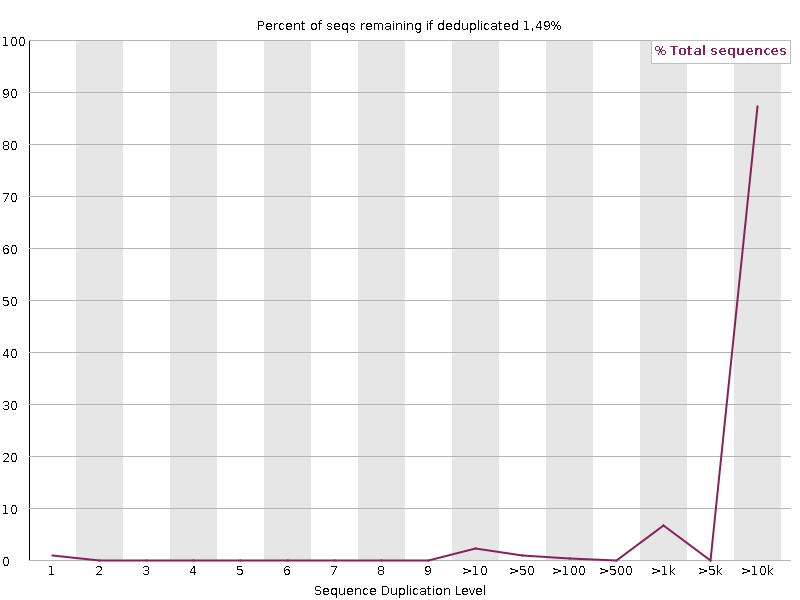 Percent of seqs remaining if deduplicated 1,49%
% Total sequences
100
90
80
70
60
50
40
30
20
10
0
1 2 3 4 5 6 7 8 9 >10 >50 >100 >500 >1k >5k >10k
Sequence Duplication Level